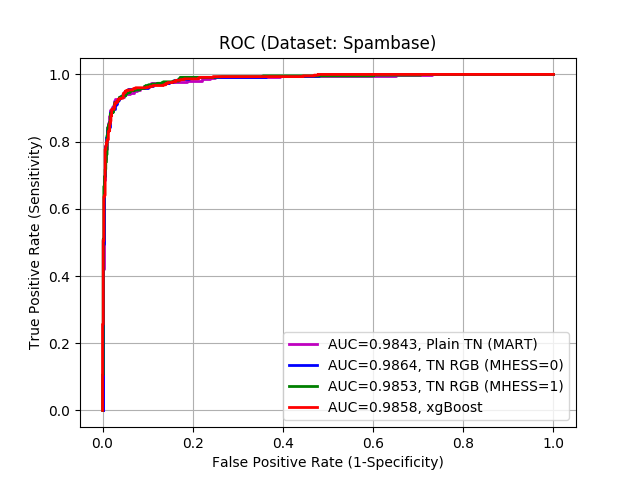 ROC (Dataset: Spambase)
True Positive Rate (Sensitivity)
1.0
0.8
0.6
0.4
0.2
0.0
AUC=0.9843, Plain TN (MART)
AUC=0.9864, TN RGB (MHESS=0)
AUC=0.9853, TN RGB (MHESS=1)
AUC=0.9858, xgBoost
0.0 0.2 0.4 0.6 0.8 1.0
False Positive Rate (1-Specificity)